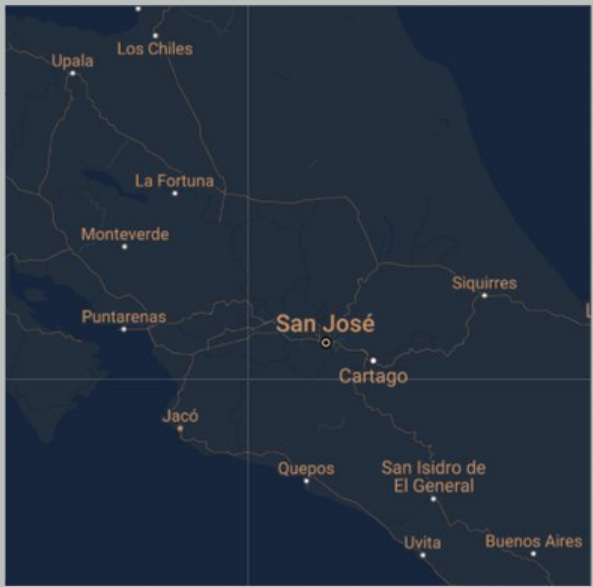 Los Chiles
Upala
La Fortuna
Monteverde
Siquirres
Puntarenas
San José
Cartago
Jacó
Quepos
San Isidro de
El General
Uvita
Buenos Aires